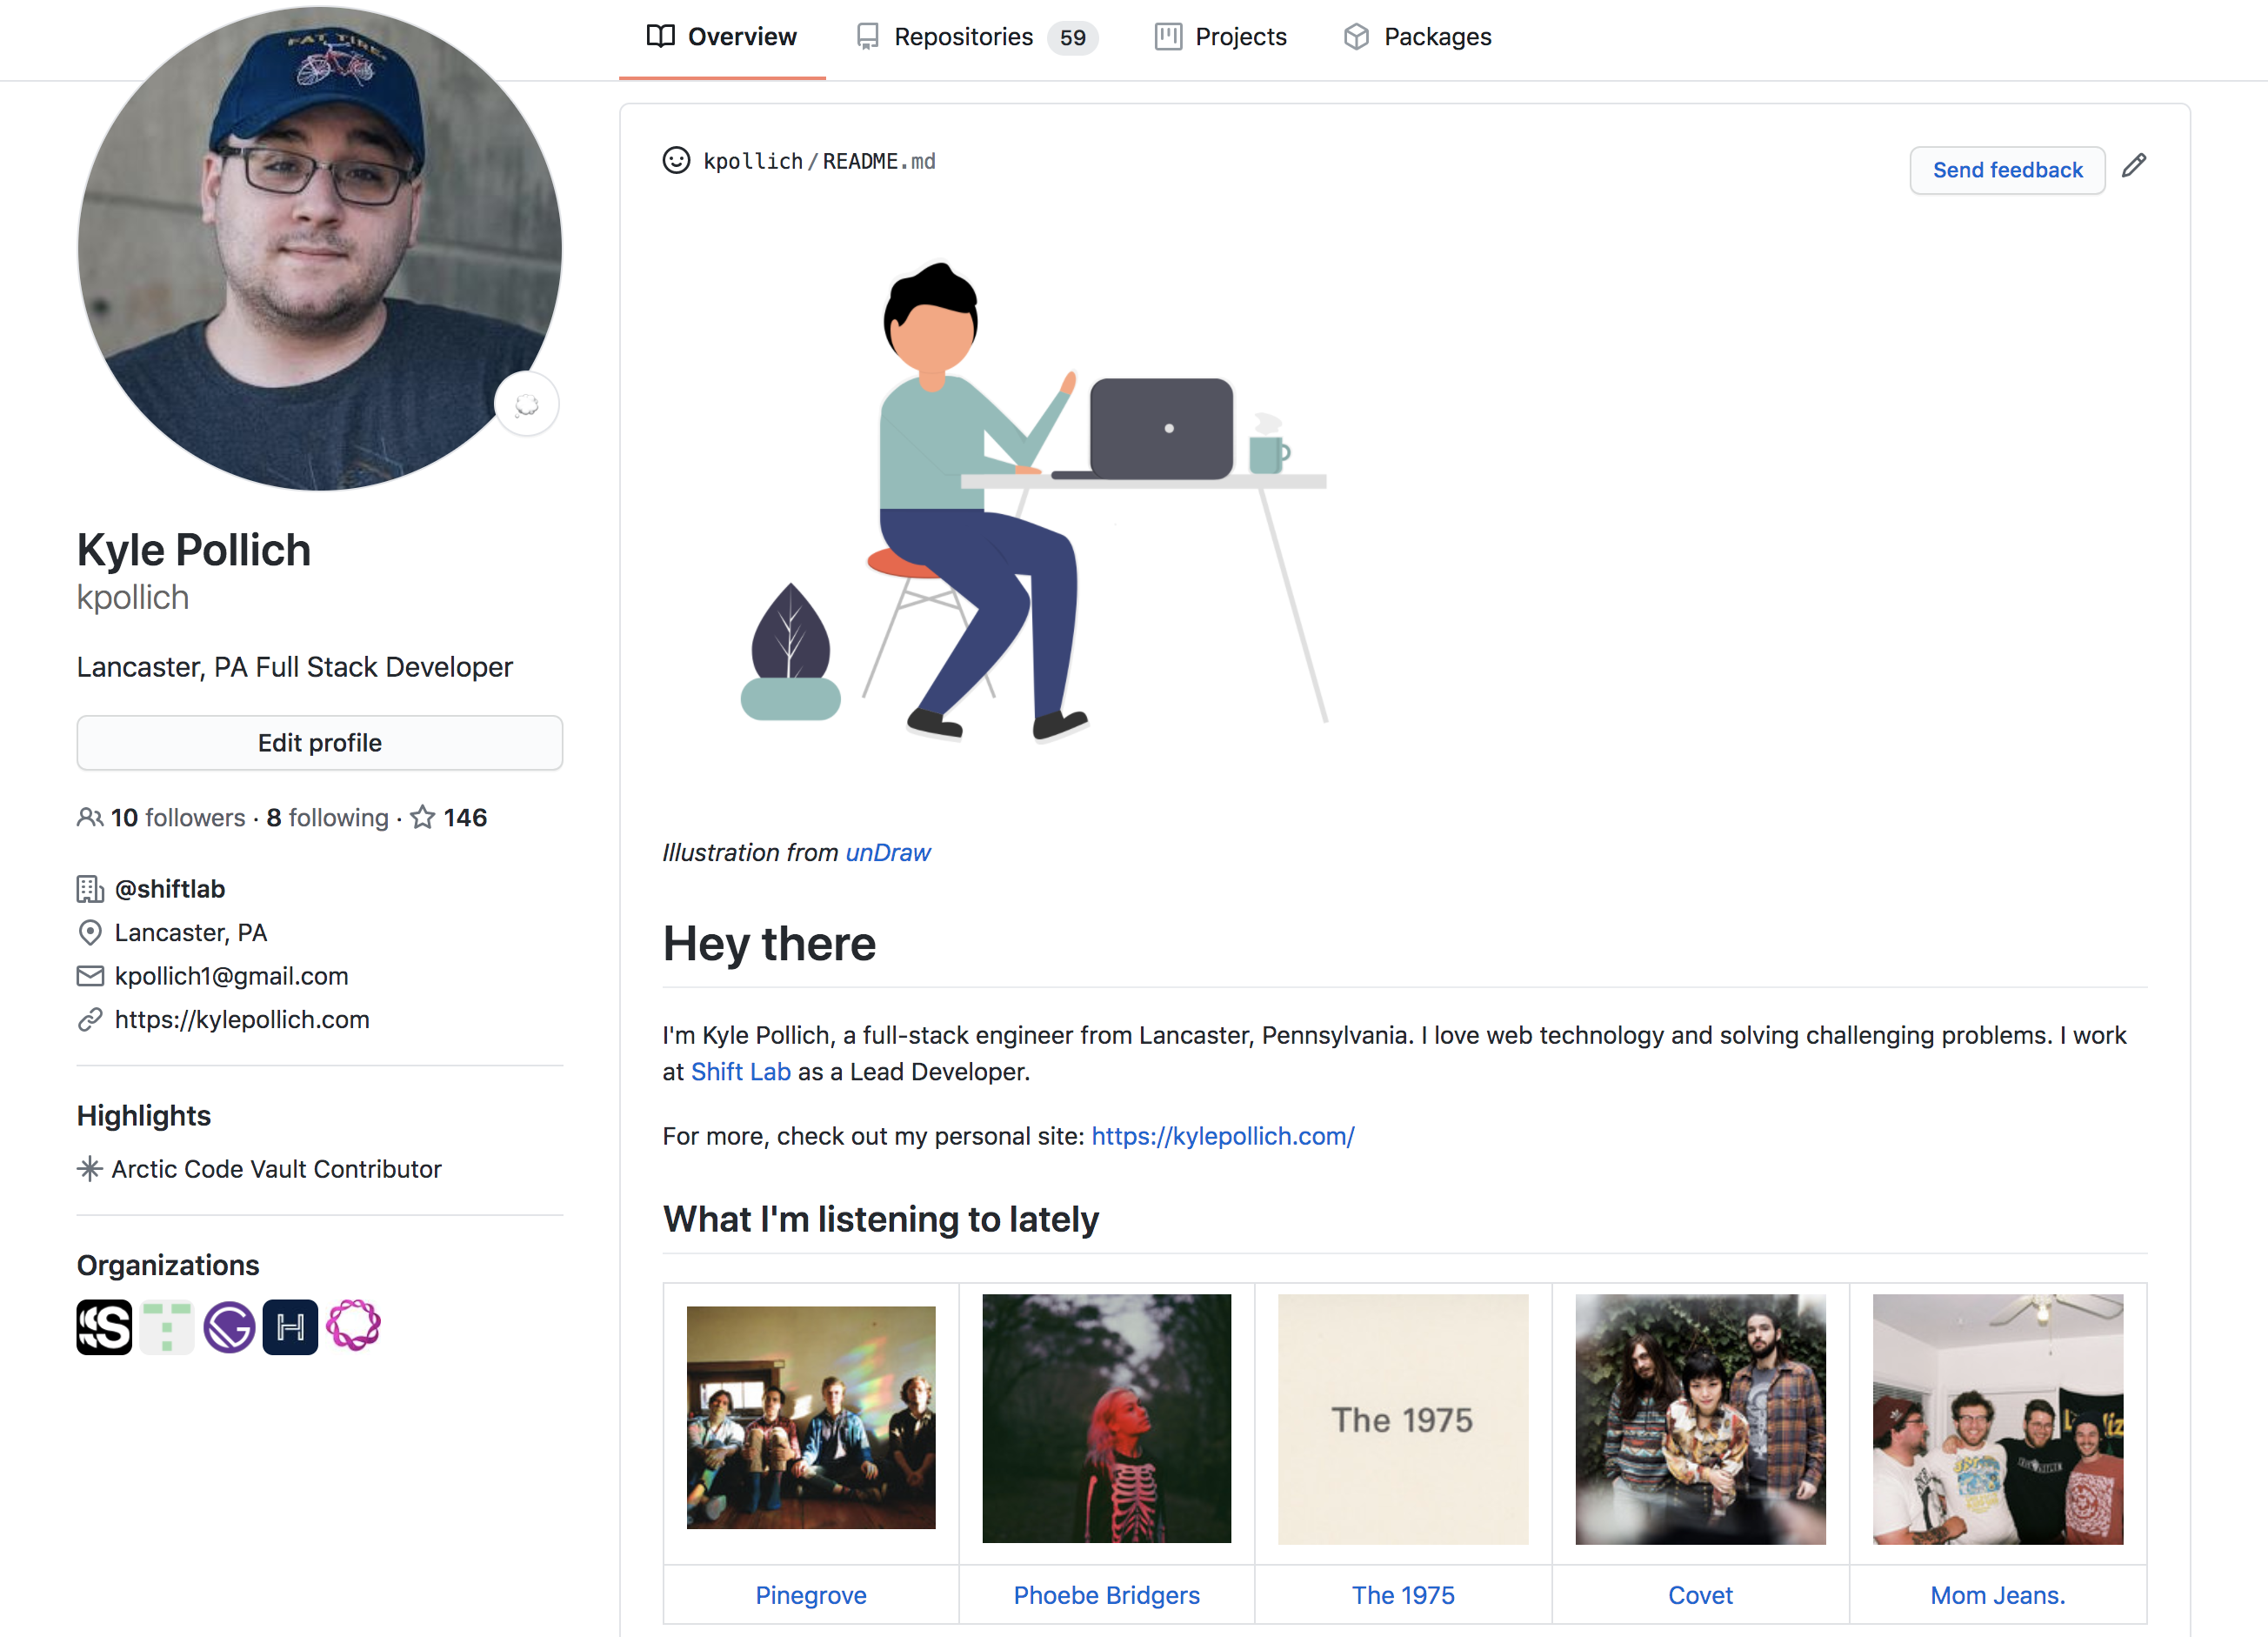 Overview Repositories 59 Projects Packages
FAT TIRE
kpollich/README.md
Send feedback
Kyle Pollich
kpollich
Lancaster, PA Full Stack Developer
Edit profile
10 followers · 8 following · 146
@shiftlab
Lancaster, PA
kpollich1@gmail.com
https://kylepollich.com
Highlights
Arctic Code Vault Contributor
Organizations
S
G
H
Illustration from unDraw
Hey there
I'm Kyle Pollich, a full-stack engineer from Lancaster, Pennsylvania. I love web technology and solving challenging problems. I work
at Shift Lab as a Lead Developer.
For more, check out my personal site: https://kylepollich.com/
What I'm listening to lately
The 1975
Pinegrove Phoebe Bridgers The 1975 Covet Mom Jeans.